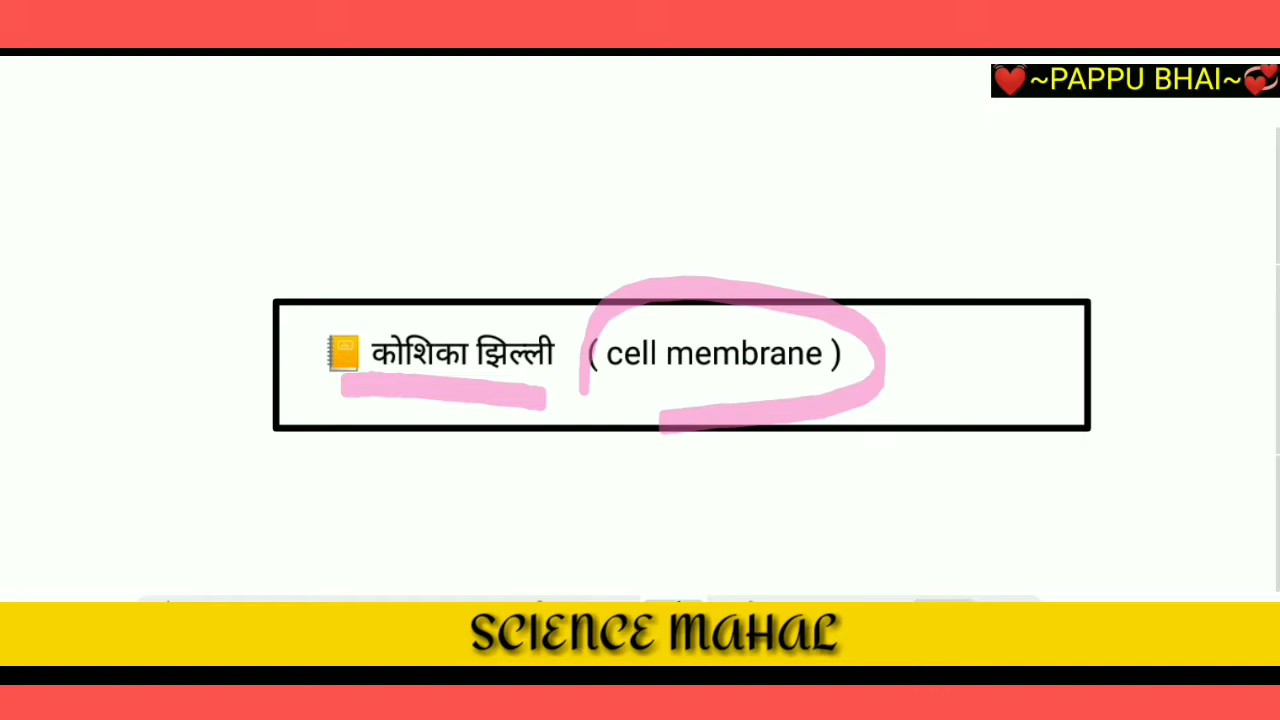 ❤️~PAPPU BHAI~💞
📒 कोशिका झिल्ली ( cell membrane )
SCIENCE MAHAL